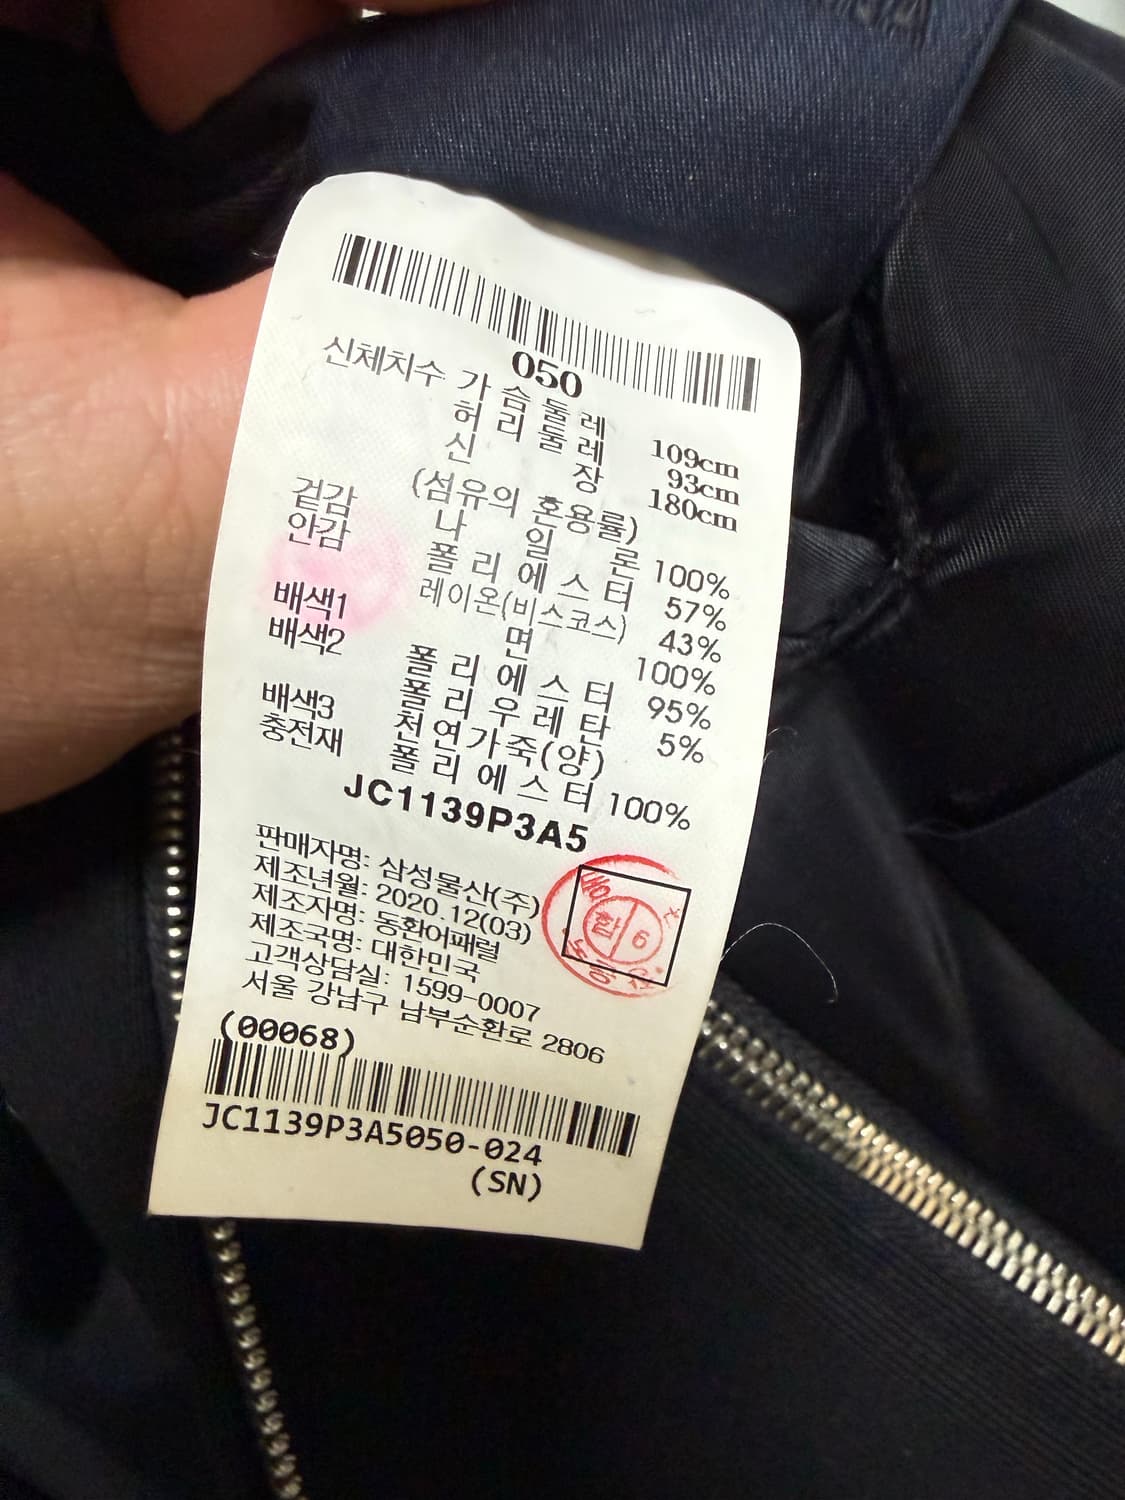 050
신체치수 가슴둘레 109cm
허리둘레 93cm
신 장 180cm
(섬유의 혼용률)
겉감 나 일 론 100%
안감 폴 리 에 스 터 57%
레이온(비스코스) 43%
배색1 면 100%
배색2 폴 리 에 스 터 95%
폴 리 우 레 탄 5%
배색3 천연가죽(양)
충전재 폴 리 에 스 터 100%
JC1139P3A5
판매자명: 삼성물산(주)
제조년월: 2020.12(03)
제조자명: 동환어패럴
제조국명: 대한민국
고객상담실: 1599-0007
서울 강남구 남부순환로 2806
합 6
(00068)
JC1139P3A5050-024
(SN)